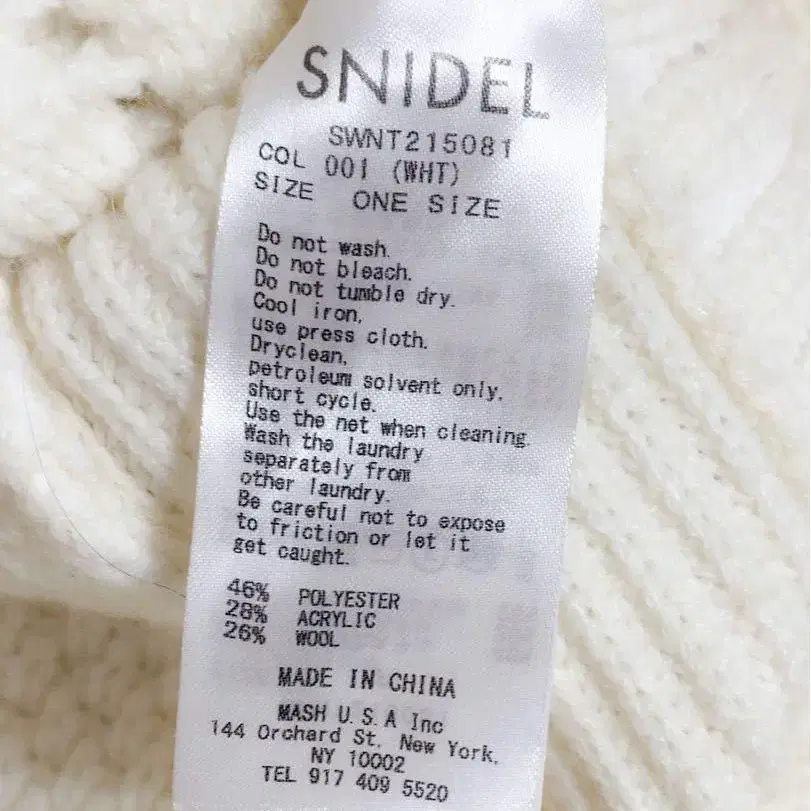 SNIDEL
SWNT215081
COL 001 (WHT)
SIZE ONE SIZE
Do not wash.
Do not bleach.
Do not tumble dry.
Cool iron,
use press cloth.
Dryclean,
petroleum solvent only,
short cycle.
Use the net when cleaning.
Wash the laundry
separately from
other laundry.
Be careful not to expose
to friction or let it
get caught.
46% POLYESTER
28% ACRYLIC
26% WOOL
MADE IN CHINA
MASH U.S.A Inc
144 Orchard St, New York,
NY 10002
TEL 917 409 5520